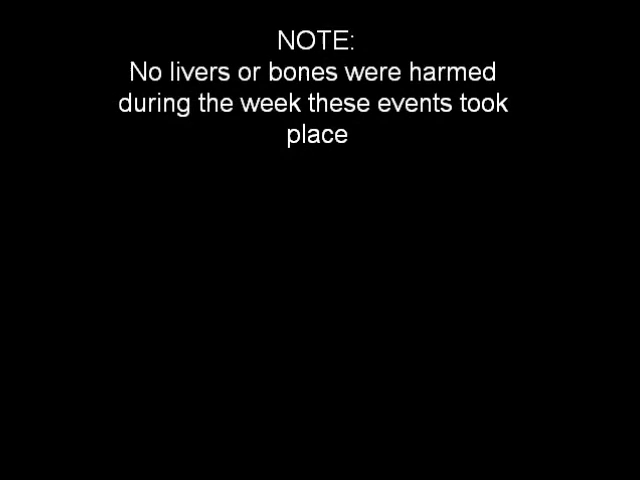 NOTE:
No livers or bones were harmed
during the week these events took
place